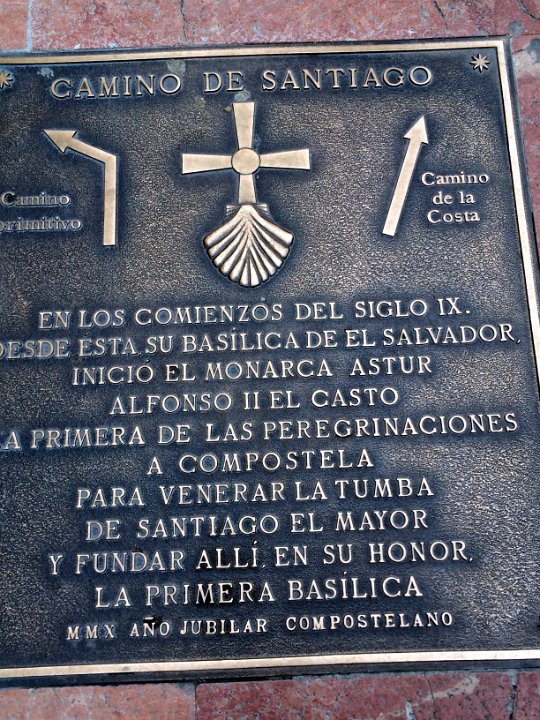 CAMINO DE SANTIAGO
Camino
primitivo
Camino
de la
Costa
EN LOS COMIENZOS DEL SIGLO IX.
DESDE ESTA, SU BASÍLICA DE EL SALVADOR,
INICIÓ EL MONARCA ASTUR
ALFONSO II EL CASTO
LA PRIMERA DE LAS PEREGRINACIONES
A COMPOSTELA
PARA VENERAR LA TUMBA
DE SANTIAGO EL MAYOR
Y FUNDAR ALLÍ, EN SU HONOR,
LA PRIMERA BASÍLICA
MMX AÑO JUBILAR COMPOSTELANO